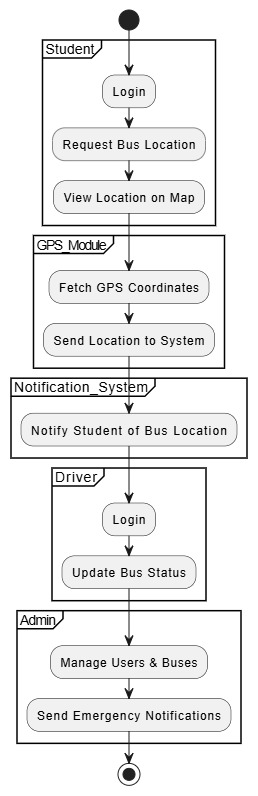 Student
Login
Request Bus Location
View Location on Map
GPS_Module
Fetch GPS Coordinates
Send Location to System
Notification_System
Notify Student of Bus Location
Driver
Login
Update Bus Status
Admin
Manage Users & Buses
Send Emergency Notifications